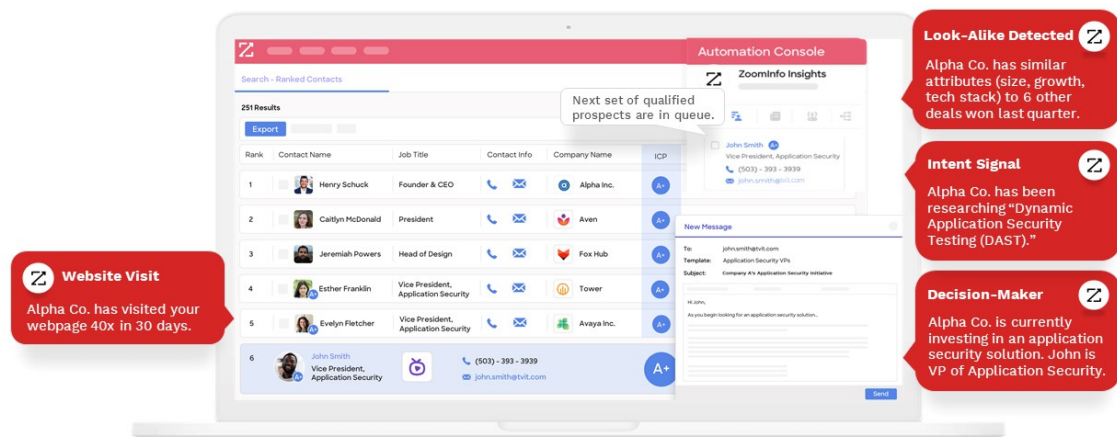 Automation Console
ZoomInfo Insights
Search - Ranked Contacts
251 Results
Export
Next set of qualified
prospects are in queue.
John Smith A+
Vice President, Application Security
(503) - 393 - 3939
john.smith@tvit.com
Rank Contact Name Job Title Contact Info Company Name ICP
1 Henry Schuck Founder & CEO Alpha Inc. A+
2 Caitlyn McDonald President Aven A+
3 Jeremiah Powers Head of Design Fox Hub A+
4 A+ Esther Franklin Vice President,
Application Security Tower A+
5 A+ Evelyn Fletcher Vice President,
Application Security Avaya Inc. A+
6 A+ John Smith
Vice President,
Application Security
(503) - 393 - 3939
john.smith@tvit.com
A+
New Message
To: john.smith@tvit.com
Template: Application Security VPs
Subject: Company A's Application Security Initiative
Hi John,
As you begin looking for an application security solution...
Send
Website Visit
Alpha Co. has visited your
webpage 40x in 30 days.
Look-Alike Detected
Alpha Co. has similar
attributes (size, growth,
tech stack) to 6 other
deals won last quarter.
Intent Signal
Alpha Co. has been
researching “Dynamic
Application Security
Testing (DAST).”
Decision-Maker
Alpha Co. is currently
investing in an application
security solution. John is
VP of Application Security.